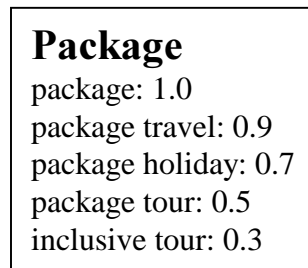 Package
package: 1.0
package travel: 0.9
package holiday: 0.7
package tour: 0.5
inclusive tour: 0.3